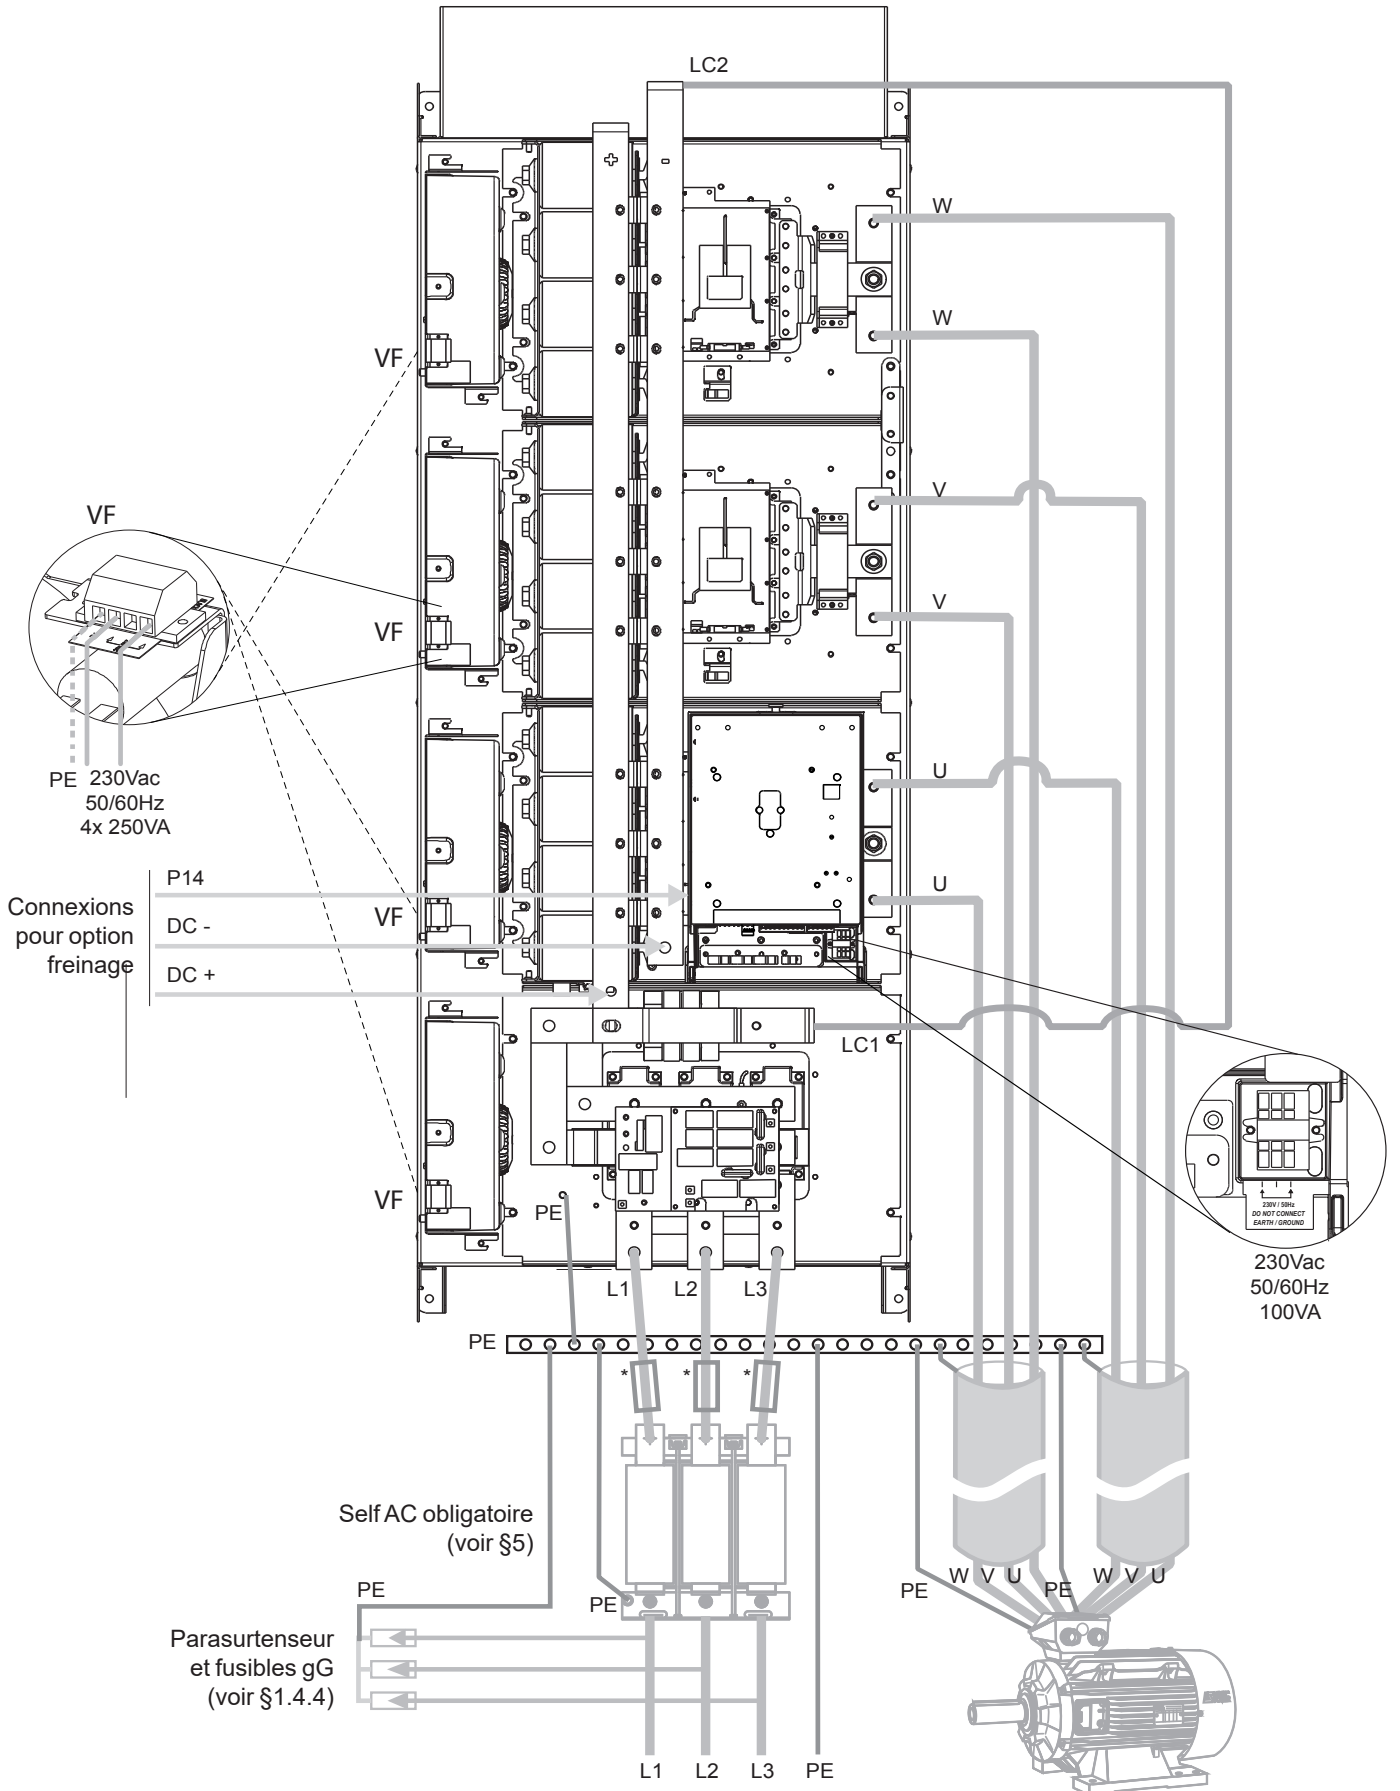 LC2
+
-
W
W
VF
V
VF
V
VF
PE
230Vac
50/60Hz
4x 250VA
U
U
Connexions
pour option
freinage
P14
DC -
DC +
VF
LC1
VF
PE
230V / 50Hz
DO NOT CONNECT
EARTH / GROUND
230Vac
50/60Hz
100VA
L1
L2
L3
PE
*
*
*
Self AC obligatoire
(voir §5)
W V U
PE
PE
W V U
PE
PE
Parasurtenseur
et fusibles gG
(voir §1.4.4)
L1
L2
L3
PE